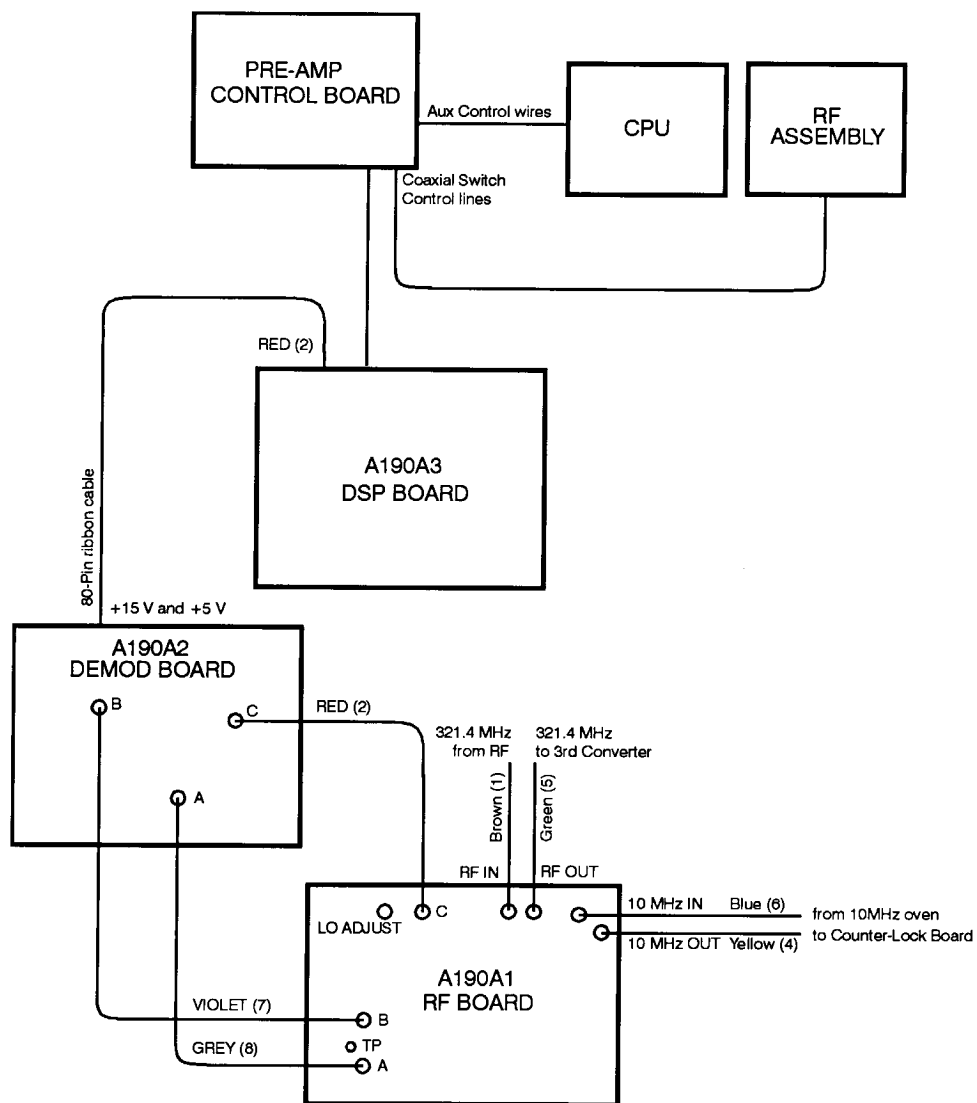 PRE-AMP
CONTROL BOARD
Aux Control wires
CPU
RF
ASSEMBLY
Coaxial Switch
Control lines
RED (2)
A190A3
DSP BOARD
80-Pin ribbon cable
+15 V and +5 V
A190A2
DEMOD BOARD
B
C
A
RED (2)
321.4 MHz
from RF
321.4 MHz
to 3rd Converter
Brown (1)
Green (5)
RF IN
RF OUT
LO ADJUST
C
10 MHz IN Blue (6)
from 10MHz oven
10 MHz OUT Yellow (4)
to Counter-Lock Board
A190A1
RF BOARD
VIOLET (7)
B
TP
GREY (8)
A